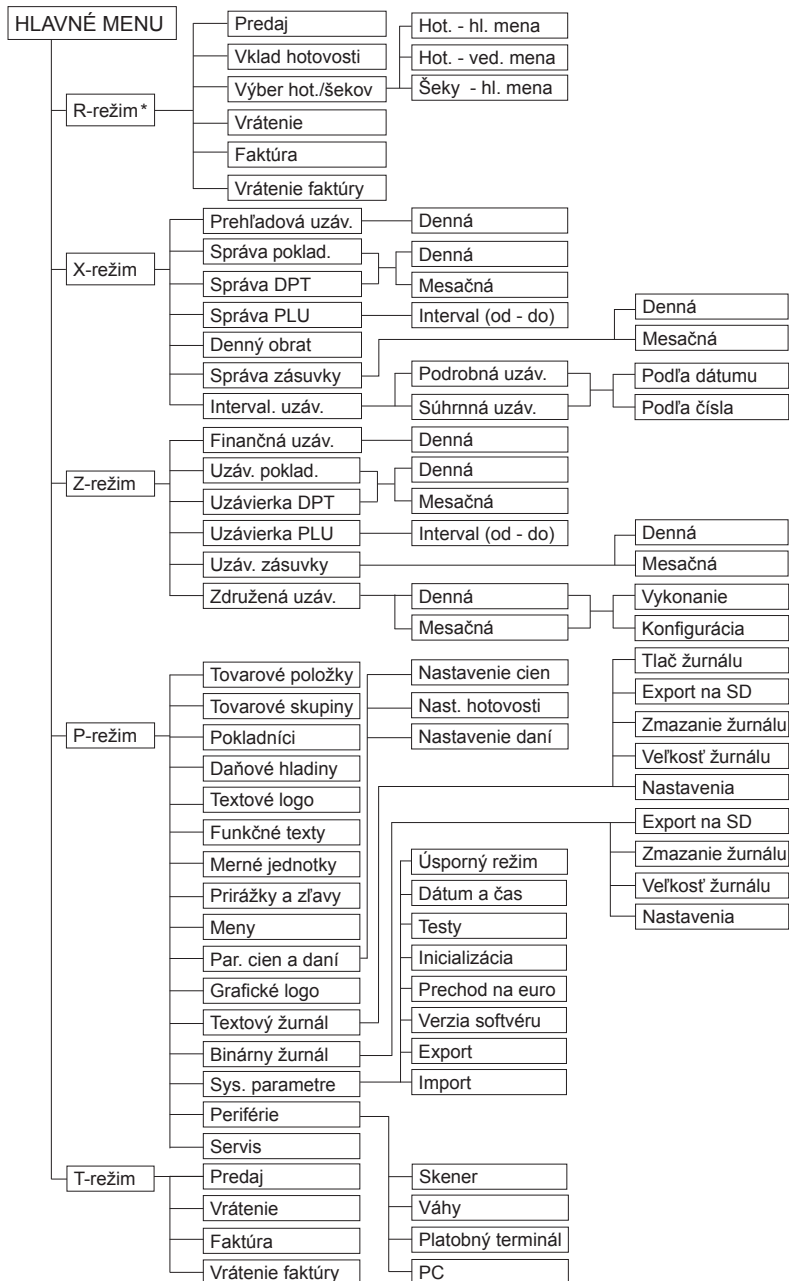 HLAVNÉ MENU
R-režim *
Predaj
Vklad hotovosti
Výber hot./šekov
Hot. - hl. mena
Hot. - ved. mena
Šeky - hl. mena
Vrátenie
Faktúra
Vrátenie faktúry
X-režim
Prehľadová uzáv.
Denná
Správa poklad.
Správa DPT
Denná
Mesačná
Správa PLU
Interval (od - do)
Denný obrat
Správa zásuvky
Denná
Mesačná
Interval. uzáv.
Podrobná uzáv.
Súhrnná uzáv.
Podľa dátumu
Podľa čísla
Z-režim
Finančná uzáv.
Denná
Uzáv. poklad.
Uzávierka DPT
Denná
Mesačná
Uzávierka PLU
Interval (od - do)
Uzáv. zásuvky
Denná
Mesačná
Združená uzáv.
Denná
Mesačná
Vykonanie
Konfigurácia
P-režim
Tovarové položky
Tovarové skupiny
Pokladníci
Daňové hladiny
Textové logo
Funkčné texty
Merné jednotky
Prirážky a zľavy
Meny
Par. cien a daní
Nastavenie cien
Nast. hotovosti
Nastavenie daní
Grafické logo
Textový žurnál
Tlač žurnálu
Export na SD
Zmazanie žurnálu
Veľkosť žurnálu
Nastavenia
Binárny žurnál
Export na SD
Zmazanie žurnálu
Veľkosť žurnálu
Nastavenia
Sys. parametre
Úsporný režim
Dátum a čas
Testy
Inicializácia
Prechod na euro
Verzia softvéru
Export
Import
Periférie
Skener
Váhy
Platobný terminál
PC
Servis
T-režim
Predaj
Vrátenie
Faktúra
Vrátenie faktúry